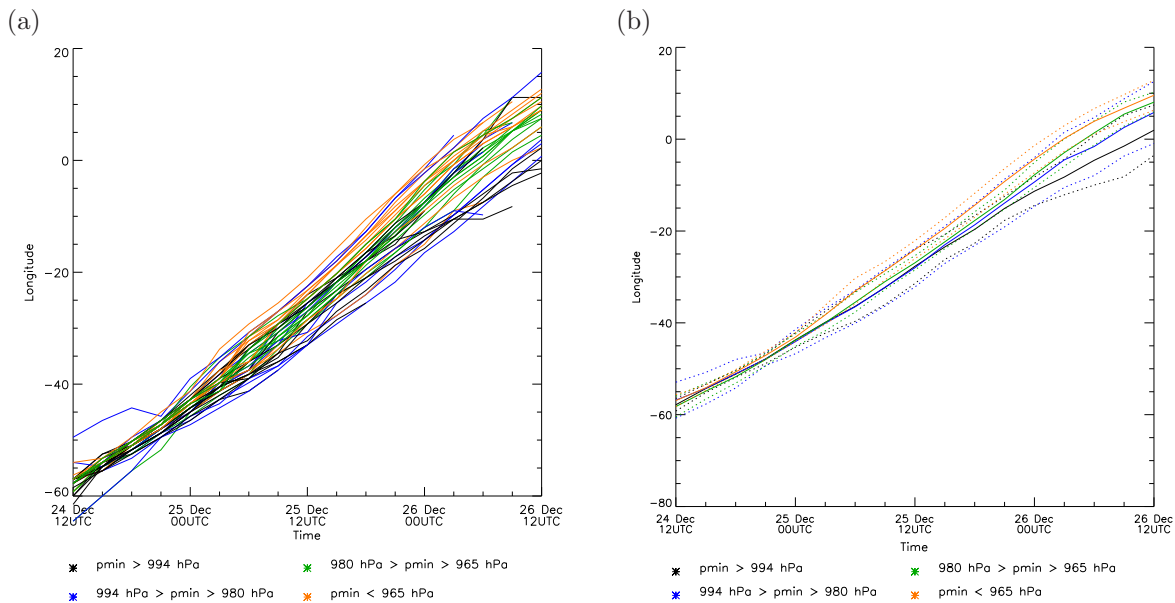 (a)
20
0
−20
−40
−60
Longitude
24 Dec
12UTC
25 Dec
00UTC
25 Dec
12UTC
26 Dec
00UTC
26 Dec
12UTC
Time
pmin > 994 hPa
980 hPa > pmin > 965 hPa
994 hPa > pmin > 980 hPa
pmin < 965 hPa
(b)
20
0
−20
−40
−60
−80
Longitude
24 Dec
12UTC
25 Dec
00UTC
25 Dec
12UTC
26 Dec
00UTC
26 Dec
12UTC
Time
pmin > 994 hPa
980 hPa > pmin > 965 hPa
994 hPa > pmin > 980 hPa
pmin < 965 hPa